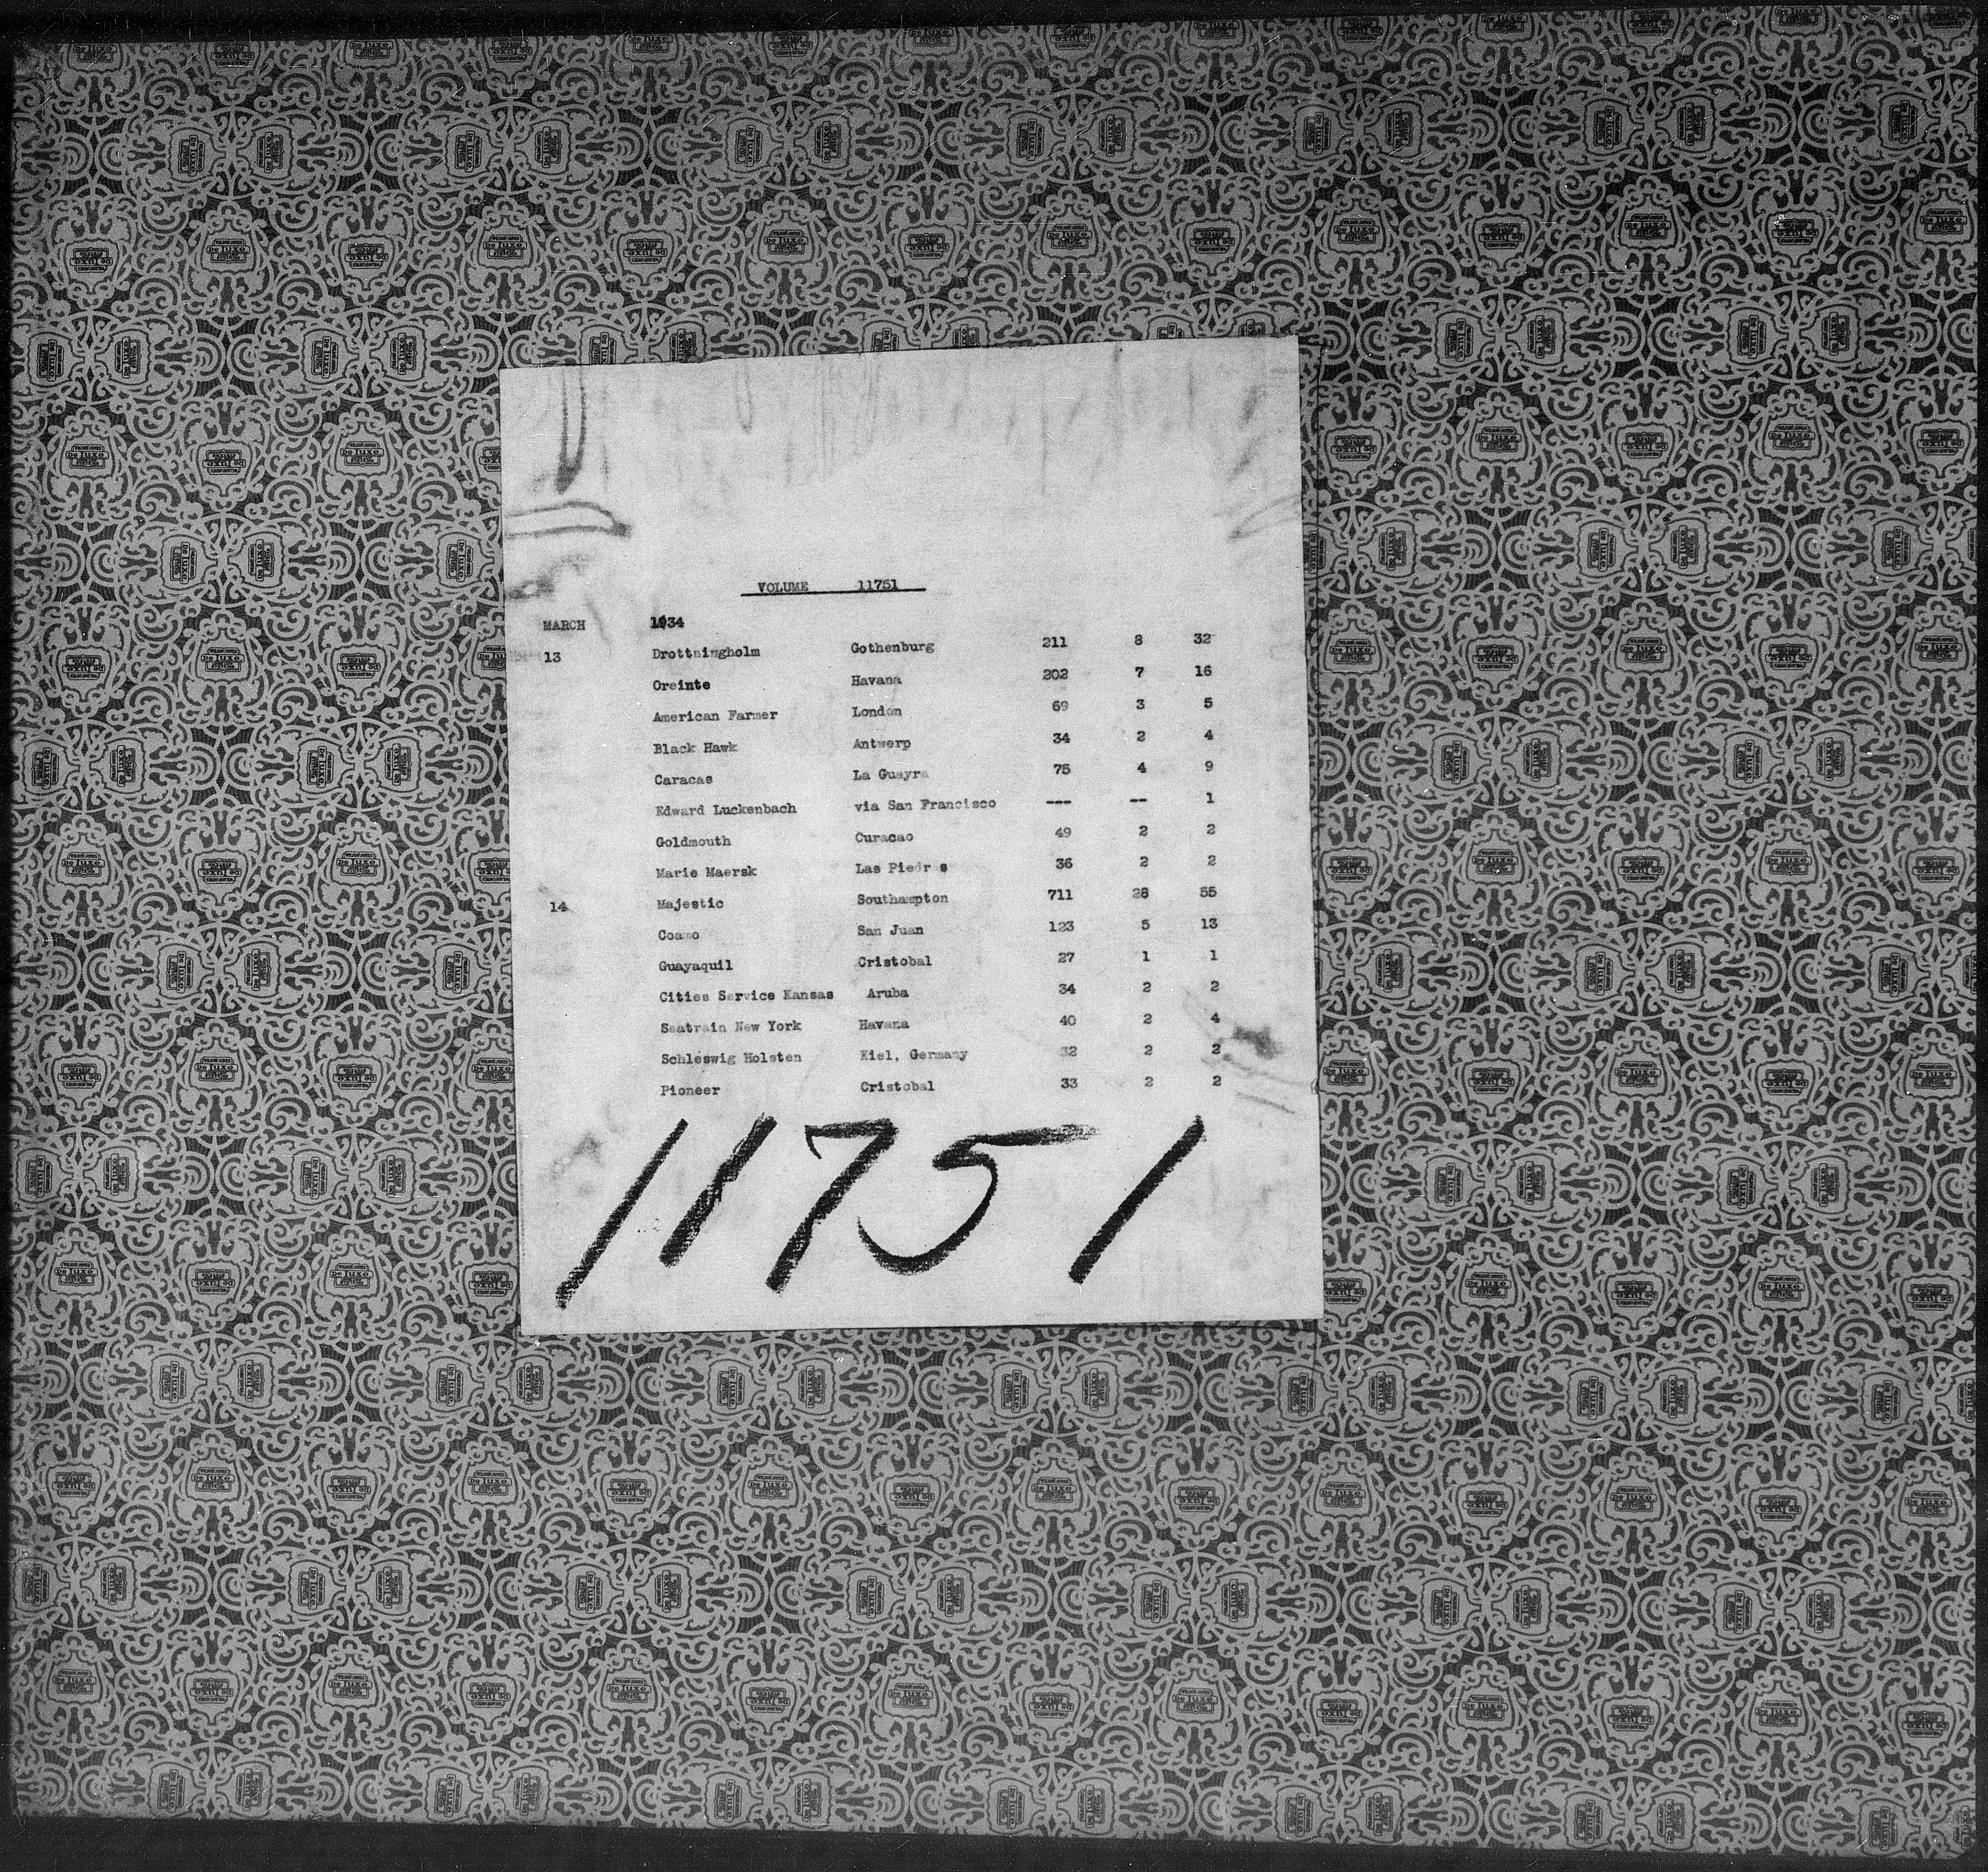 VOLUME 11751
MARCH 1934
13 Drottningholm Gothenburg 211 8 32
Oreinte Havana 202 7 16
American Farmer London 69 3 5
Black Hawk Antwerp 34 2 4
Caracas La Guayra 75 4 9
Edward Luckenbach via San Francisco --- -- 1
Goldmouth Curacao 49 2 2
Marie Maersk Las Piedras 36 2 2
14 Majestic Southampton 711 28 55
Coamo San Juan 123 5 13
Guayaquil Cristobal 27 1 1
Cities Service Kansas Aruba 34 2 2
Seatrain New York Havana 40 2 4
Schleswig Holsten Kiel, Germany 32 2 2
Pioneer Cristobal 33 2 2
11751